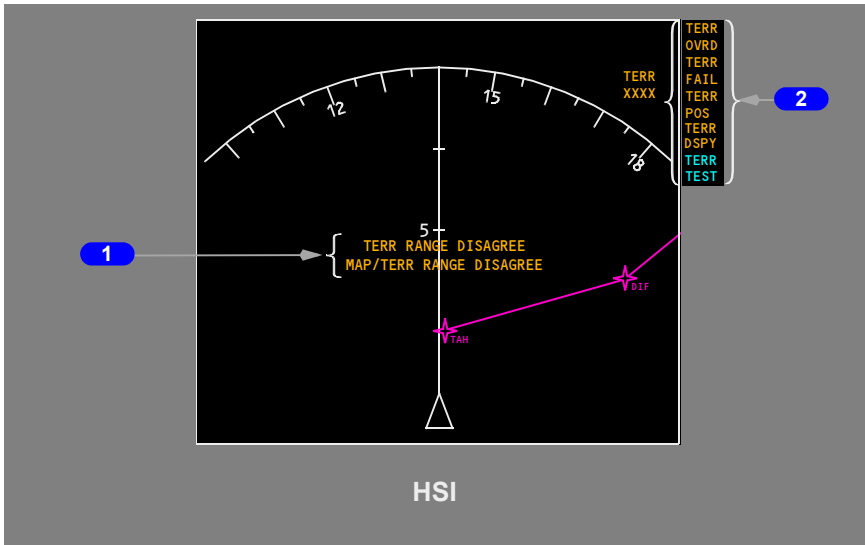 TERR
OVRD
TERR
FAIL
TERR
POS
TERR
DSPY
TERR
TEST
TERR
XXXX
2
12
15
18
5
1
TERR RANGE DISAGREE
MAP/TERR RANGE DISAGREE
DIF
TAH
HSI